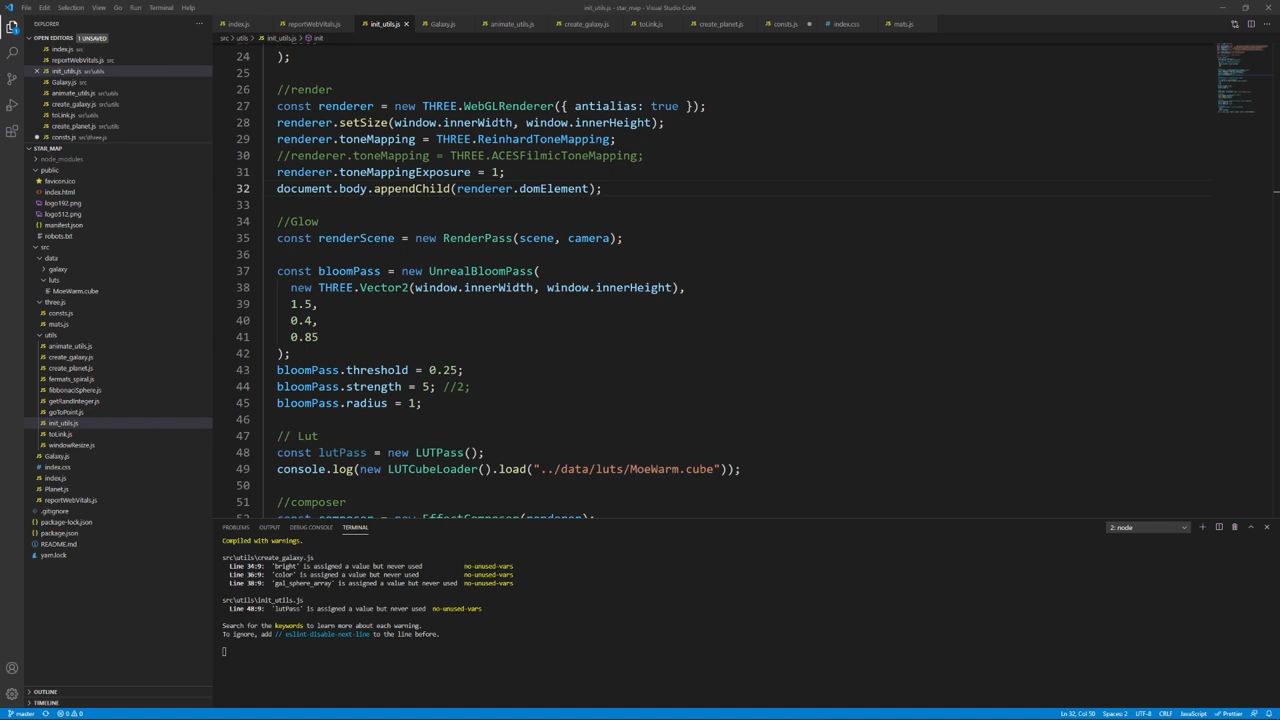 File Edit Selection View Go Run Terminal Help
init_utils.js - star_map - Visual Studio Code
EXPLORER
OPEN EDITORS 1 UNSAVED
index.js
reportWebVitals.js
init_utils.js src\utils
Galaxy.js
animate_utils.js src\utils
create_galaxy.js src\utils
toLink.js src\utils
create_planet.js src\utils
consts.js src\three.js
STAR_MAP
node_modules
public
favicon.ico
index.html
logo192.png
logo512.png
manifest.json
robots.txt
src
data
galaxy
luts
MoeWarm.cube
three.js
consts.js
mats.js
utils
animate_utils.js
create_galaxy.js
create_planet.js
fermats_spiral.js
fibbonaciSphere.js
getRandInteger.js
goToPoint.js
init_utils.js
toLink.js
windowResize.js
Galaxy.js
index.css
index.js
Planet.js
reportWebVitals.js
.gitignore
package-lock.json
package.json
README.md
yarn.lock
OUTLINE
TIMELINE
index.js reportWebVitals.js init_utils.js Galaxy.js animate_utils.js create_galaxy.js toLink.js create_planet.js consts.js index.css mats.js
src > utils > init_utils.js > init
24 );
25
26 //render
27 const renderer = new THREE.WebGLRenderer({ antialias: true });
28 renderer.setSize(window.innerWidth, window.innerHeight);
29 renderer.toneMapping = THREE.ReinhardToneMapping;
30 //renderer.toneMapping = THREE.ACESFilmicToneMapping;
31 renderer.toneMappingExposure = 1;
32 document.body.appendChild(renderer.domElement);
33
34 //Glow
35 const renderScene = new RenderPass(scene, camera);
36
37 const bloomPass = new UnrealBloomPass(
38 new THREE.Vector2(window.innerWidth, window.innerHeight),
39 1.5,
40 0.4,
41 0.85
42 );
43 bloomPass.threshold = 0.25;
44 bloomPass.strength = 5; //2;
45 bloomPass.radius = 1;
46
47 // Lut
48 const lutPass = new LUTPass();
49 console.log(new LUTCubeLoader().load("../data/luts/MoeWarm.cube"));
50
51 //composer
52 const composer = new EffectComposer(renderer);
PROBLEMS OUTPUT DEBUG CONSOLE TERMINAL
2: node
Compiled with warnings.
src\utils\create_galaxy.js
Line 34:9: 'bright' is assigned a value but never used no-unused-vars
Line 36:9: 'color' is assigned a value but never used no-unused-vars
Line 38:9: 'gal_sphere_array' is assigned a value but never used no-unused-vars
src\utils\init_utils.js
Line 48:9: 'lutPass' is assigned a value but never used no-unused-vars
Search for the keywords to learn more about each warning.
To ignore, add // eslint-disable-next-line to the line before.
master 0 0
Ln 32, Col 50 Spaces: 2 UTF-8 CRLF JavaScript Prettier